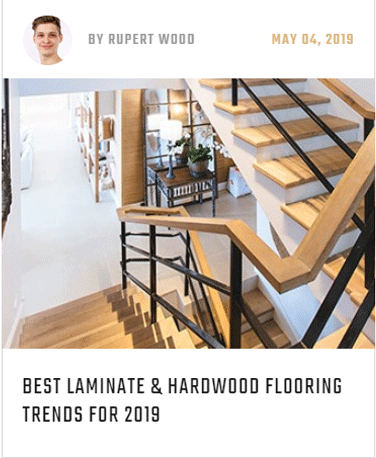 BY RUPERT WOOD
MAY 04, 2019
BEST LAMINATE & HARDWOOD FLOORING
TRENDS FOR 2019